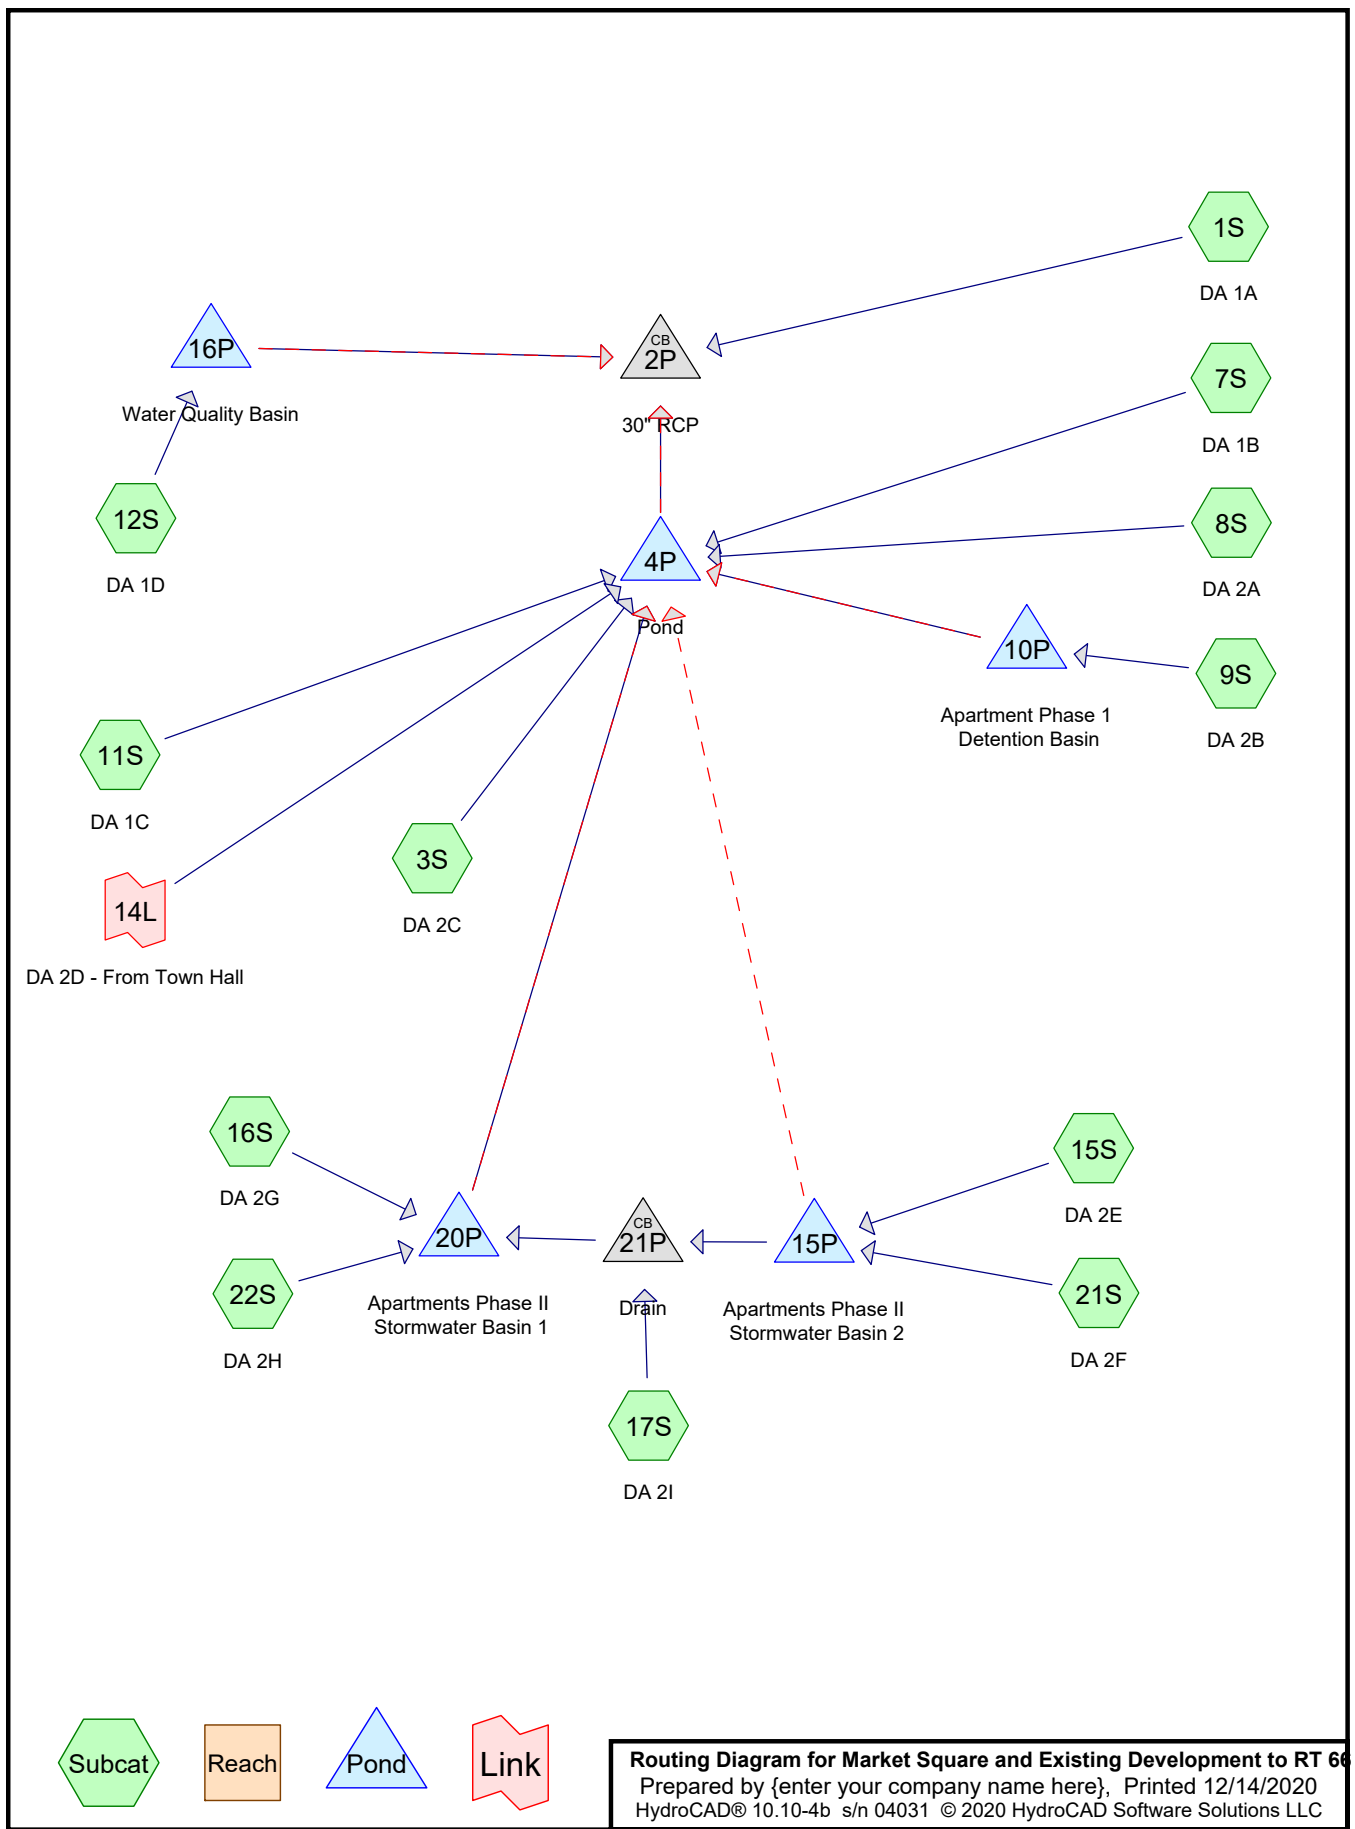 1S
DA 1A
16P
Water Quality Basin
CB
2P
30" RCP
7S
DA 1B
12S
DA 1D
8S
DA 2A
4P
Pond
10P
Apartment Phase 1
Detention Basin
9S
DA 2B
11S
DA 1C
3S
DA 2C
14L
DA 2D - From Town Hall
16S
DA 2G
15S
DA 2E
20P
Apartments Phase II
Stormwater Basin 1
CB
21P
Drain
15P
Apartments Phase II
Stormwater Basin 2
22S
DA 2H
21S
DA 2F
17S
DA 2I
Subcat
Reach
Pond
Link
Routing Diagram for Market Square and Existing Development to RT 66
Prepared by {enter your company name here}, Printed 12/14/2020
HydroCAD® 10.10-4b s/n 04031 © 2020 HydroCAD Software Solutions LLC